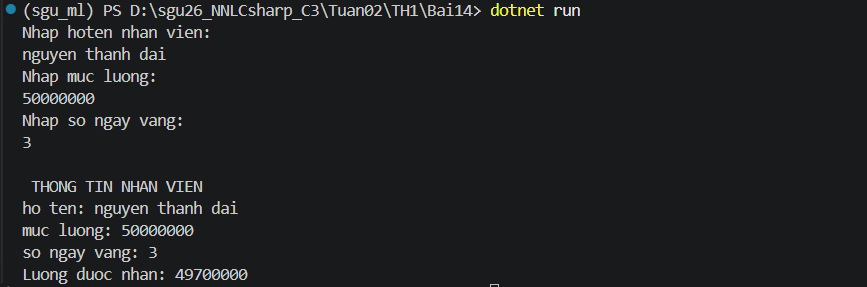 (sgu_ml) PS D:\sgu26_NNLCsharp_C3\Tuan02\TH1\Bai14> dotnet run
Nhap hoten nhan vien:
nguyen thanh dai
Nhap muc luong:
50000000
Nhap so ngay vang:
3
THONG TIN NHAN VIEN
ho ten: nguyen thanh dai
muc luong: 50000000
so ngay vang: 3
Luong duoc nhan: 49700000